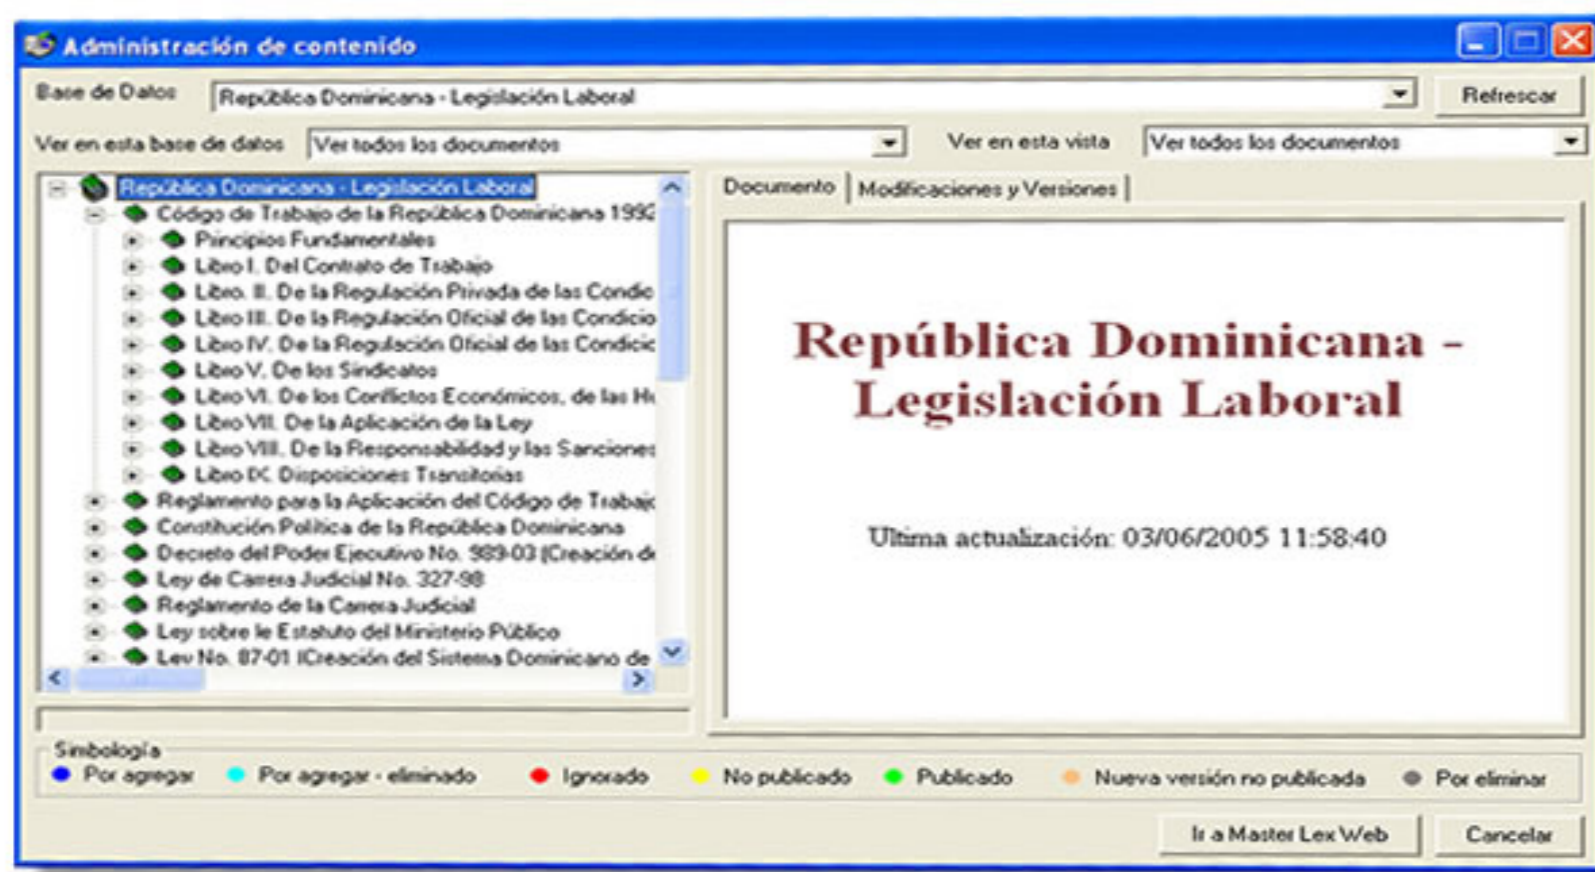 Administración de contenido
Base de Datos República Dominicana - Legislación Laboral Refrescar
Ver en esta base de datos Ver todos los documentos Ver en esta vista Ver todos los documentos
República Dominicana - Legislación Laboral
Código de Trabajo de la República Dominicana 1992
Principios Fundamentales
Libro I. Del Contrato de Trabajo
Libro. II. De la Regulación Privada de las Condic
Libro III. De la Regulación Oficial de las Condicio
Libro IV. De la Regulación Oficial de las Condicic
Libro V. De los Sindicatos
Libro VI. De los Conflictos Económicos, de las Hu
Libro VII. De la Aplicación de la Ley
Libro VIII. De la Responsabilidad y las Sanciones
Libro IX. Disposiciones Transitorias
Reglamento para la Aplicación del Código de Trabajo
Constitución Política de la República Dominicana
Decreto del Poder Ejecutivo No. 989-03 (Creación de
Ley de Carrera Judicial No. 327-98
Reglamento de la Carrera Judicial
Ley sobre le Estatuto del Ministerio Público
Ley No. 87-01 (Creación del Sistema Dominicano de
Documento Modificaciones y Versiones
República Dominicana -
Legislación Laboral
Ultima actualización: 03/06/2005 11:58:40
Simbología
Por agregar Por agregar - eliminado Ignorado No publicado Publicado Nueva versión no publicada Por eliminar
Ir a Master Lex Web Cancelar